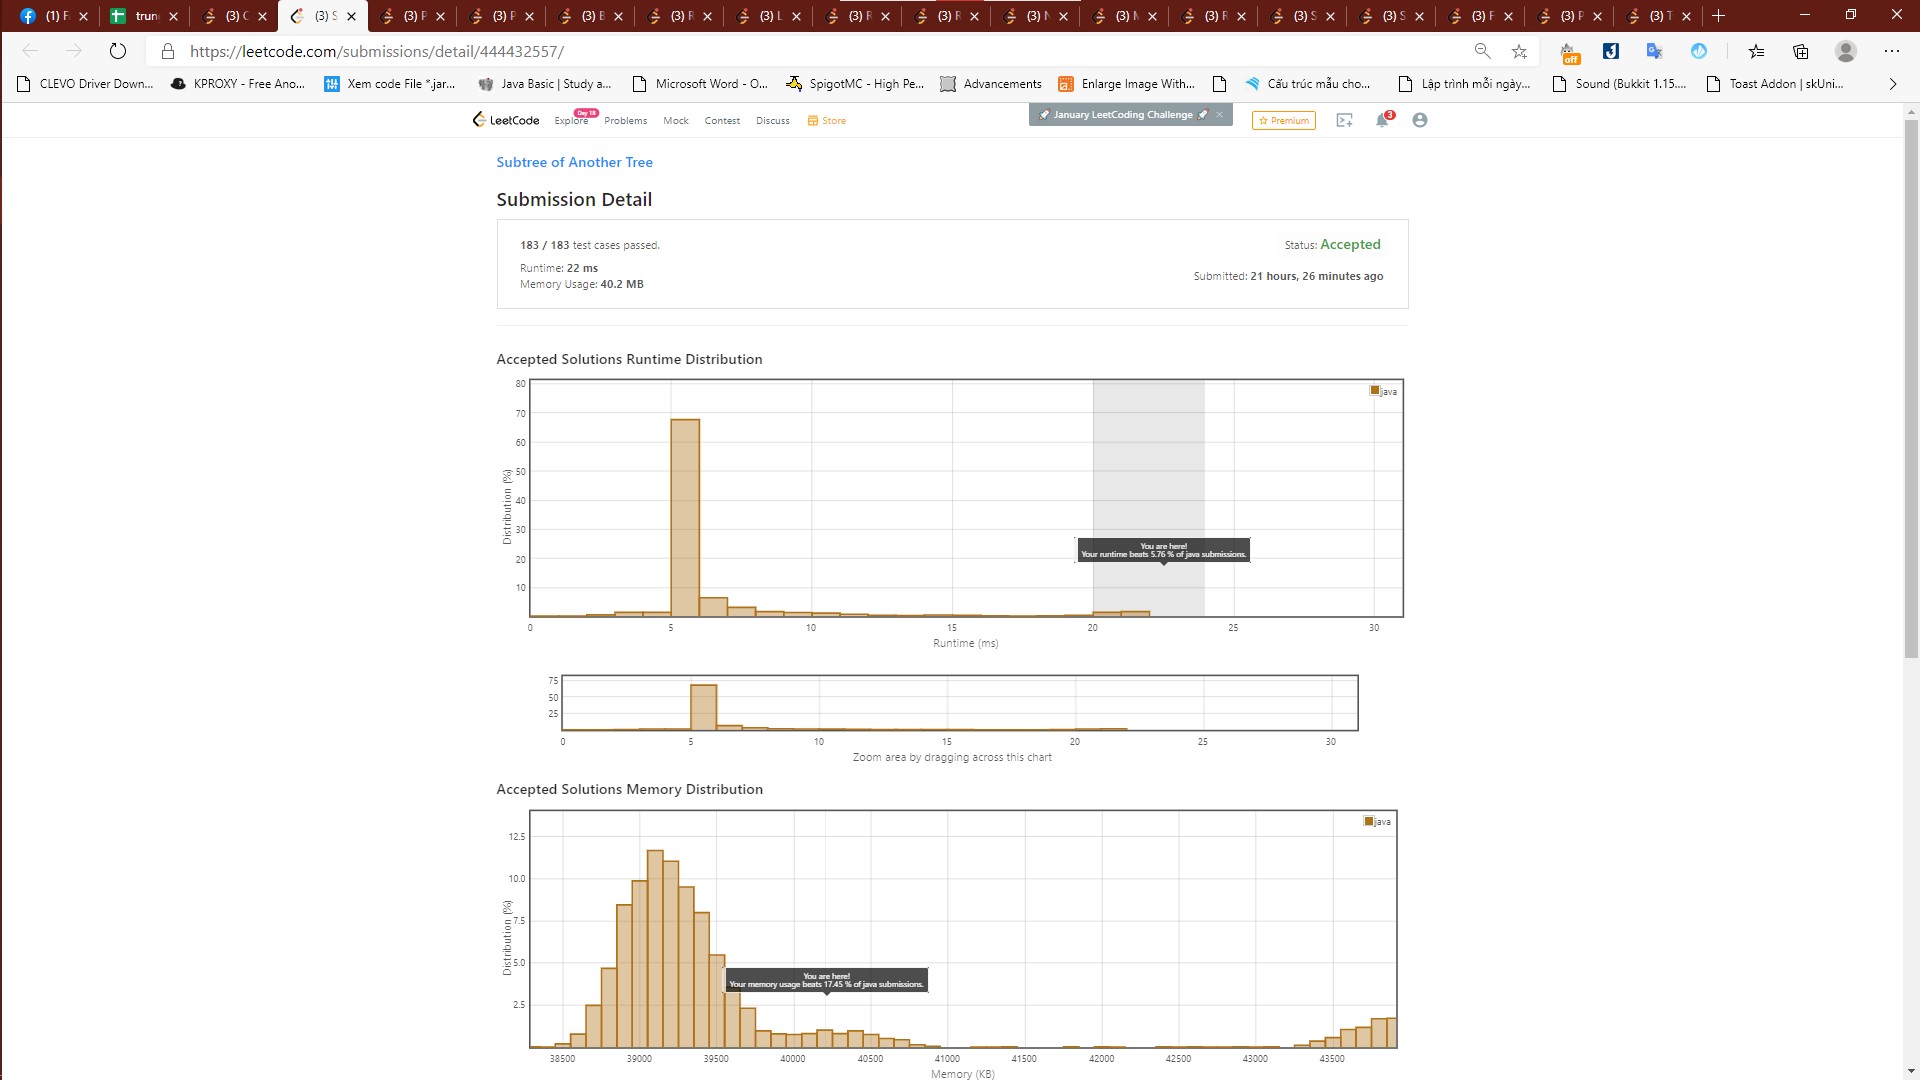 (1) F
trun
(3) C
(3) S
(3) P
(3) P
(3) B
(3) R
(3) L
(3) R
(3) R
(3) N
(3) M
(3) R
(3) S
(3) S
(3) F
(3) P
(3) T
https://leetcode.com/submissions/detail/444432557/
off
CLEVO Driver Down...
KPROXY - Free Ano...
Xem code File *.jar...
Java Basic | Study a...
Microsoft Word - O...
SpigotMC - High Pe...
Advancements
Enlarge Image With...
Cấu trúc mẫu cho...
Lập trình mỗi ngày...
Sound (Bukkit 1.15....
Toast Addon | skUni...
LeetCode
Explore
Day 18
Problems
Mock
Contest
Discuss
Store
January LeetCoding Challenge
Premium
3
Subtree of Another Tree
Submission Detail
183 / 183 test cases passed.
Status: Accepted
Runtime: 22 ms
Submitted: 21 hours, 26 minutes ago
Memory Usage: 40.2 MB
Accepted Solutions Runtime Distribution
80
70
60
50
40
30
20
10
Distribution (%)
java
You are here!
Your runtime beats 5.76 % of java submissions.
0 5 10 15 20 25 30
Runtime (ms)
75
50
25
0 5 10 15 20 25 30
Zoom area by dragging across this chart
Accepted Solutions Memory Distribution
12.5
10.0
7.5
5.0
2.5
Distribution (%)
java
You are here!
Your memory usage beats 17.45 % of java submissions.
38500 39000 39500 40000 40500 41000 41500 42000 42500 43000 43500
Memory (KB)